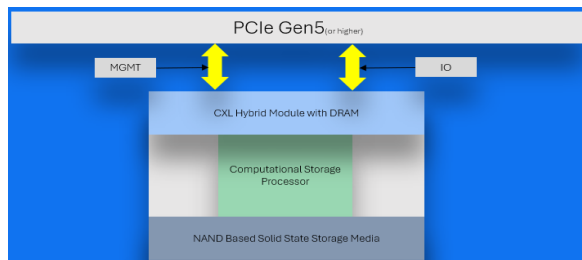 PCIe Gen5(or higher)
MGMT
IO
CXL Hybrid Module with DRAM
Computational Storage
Processor
NAND Based Solid State Storage Media